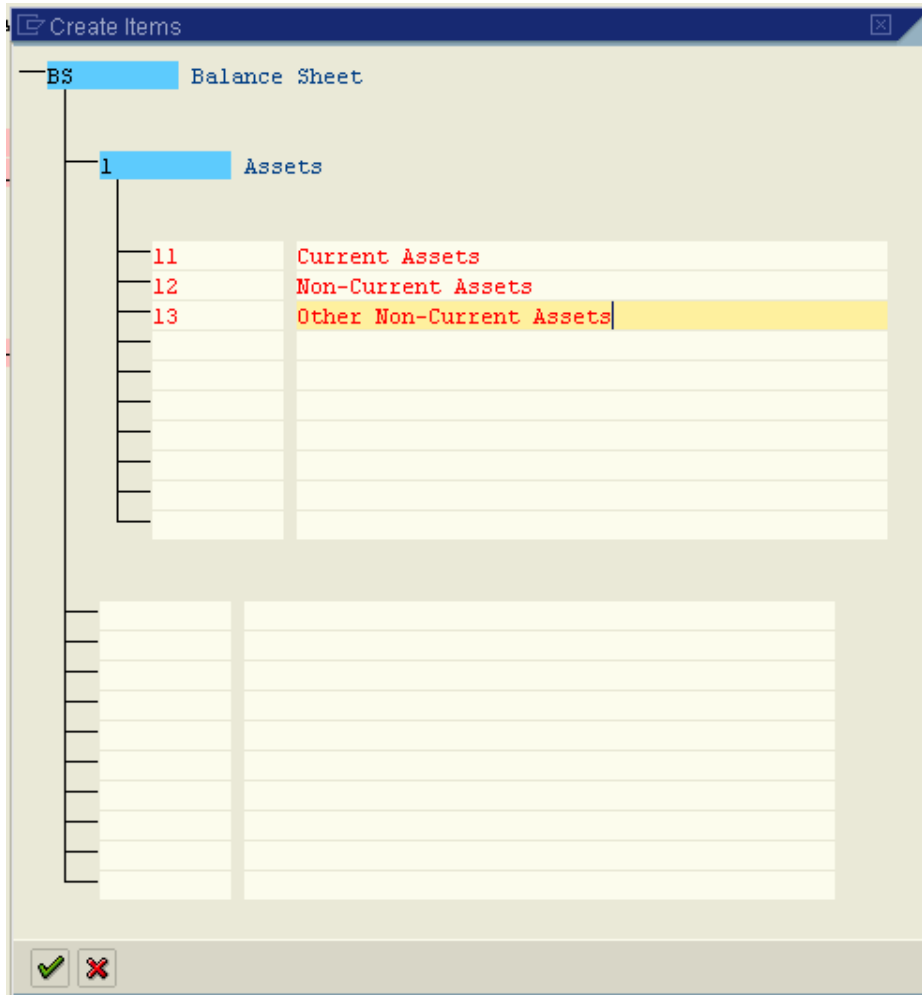 Create Items
BS Balance Sheet
1 Assets
11 Current Assets
12 Non-Current Assets
13 Other Non-Current Assets